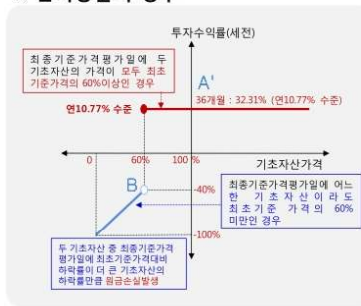 투자수익률(세전)
최종기준가격평가일에 두
기초자산의 가격이 모두 최초
기준가격의 60%이상인 경우
A'
36개월 : 32.31% (연10.77% 수준)
연10.77% 수준
0 60% 100 %
기초자산가격
B
-40%
최종기준가격평가일에 어느
한 기초자산이라도
최초기준 가격의 60%
미만인 경우
-100%
두 기초자산 중 최종기준가격
평가일에 최초기준가격대비
하락률이 더 큰 기초자산의
하락률만큼 원금손실발생